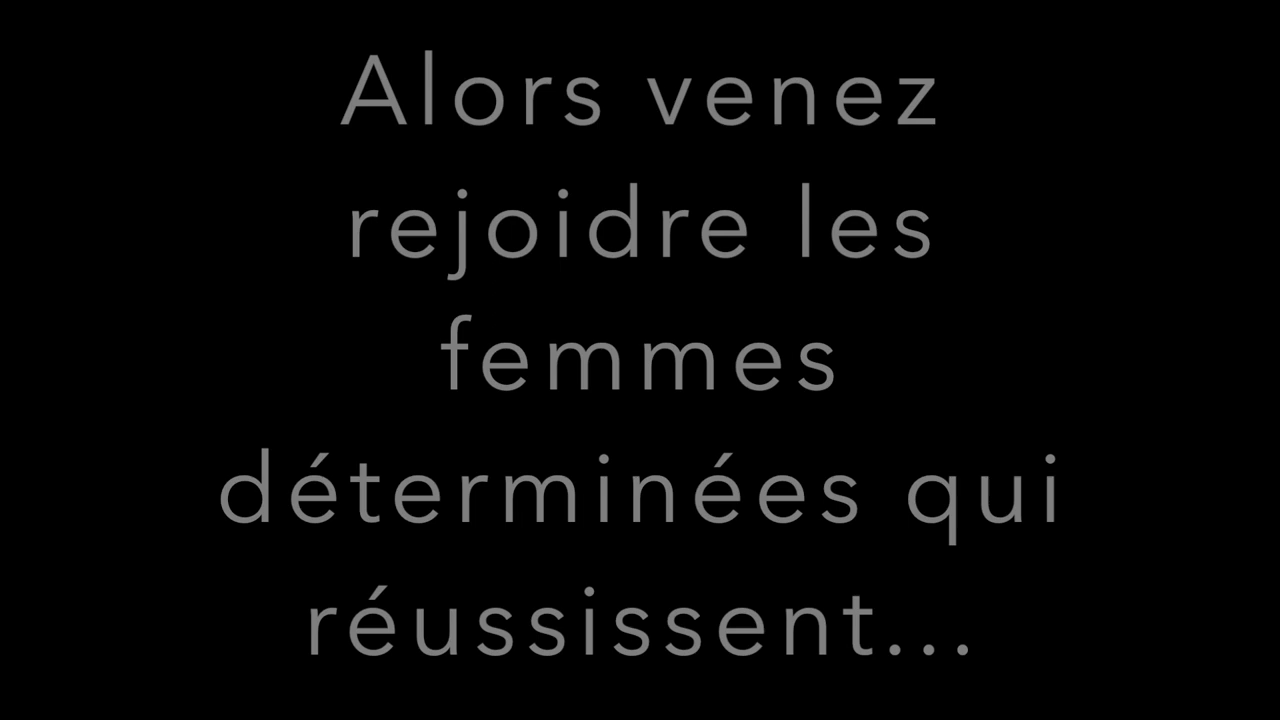 Alors venez
rejoidre les
femmes
déterminées qui
réussissent...